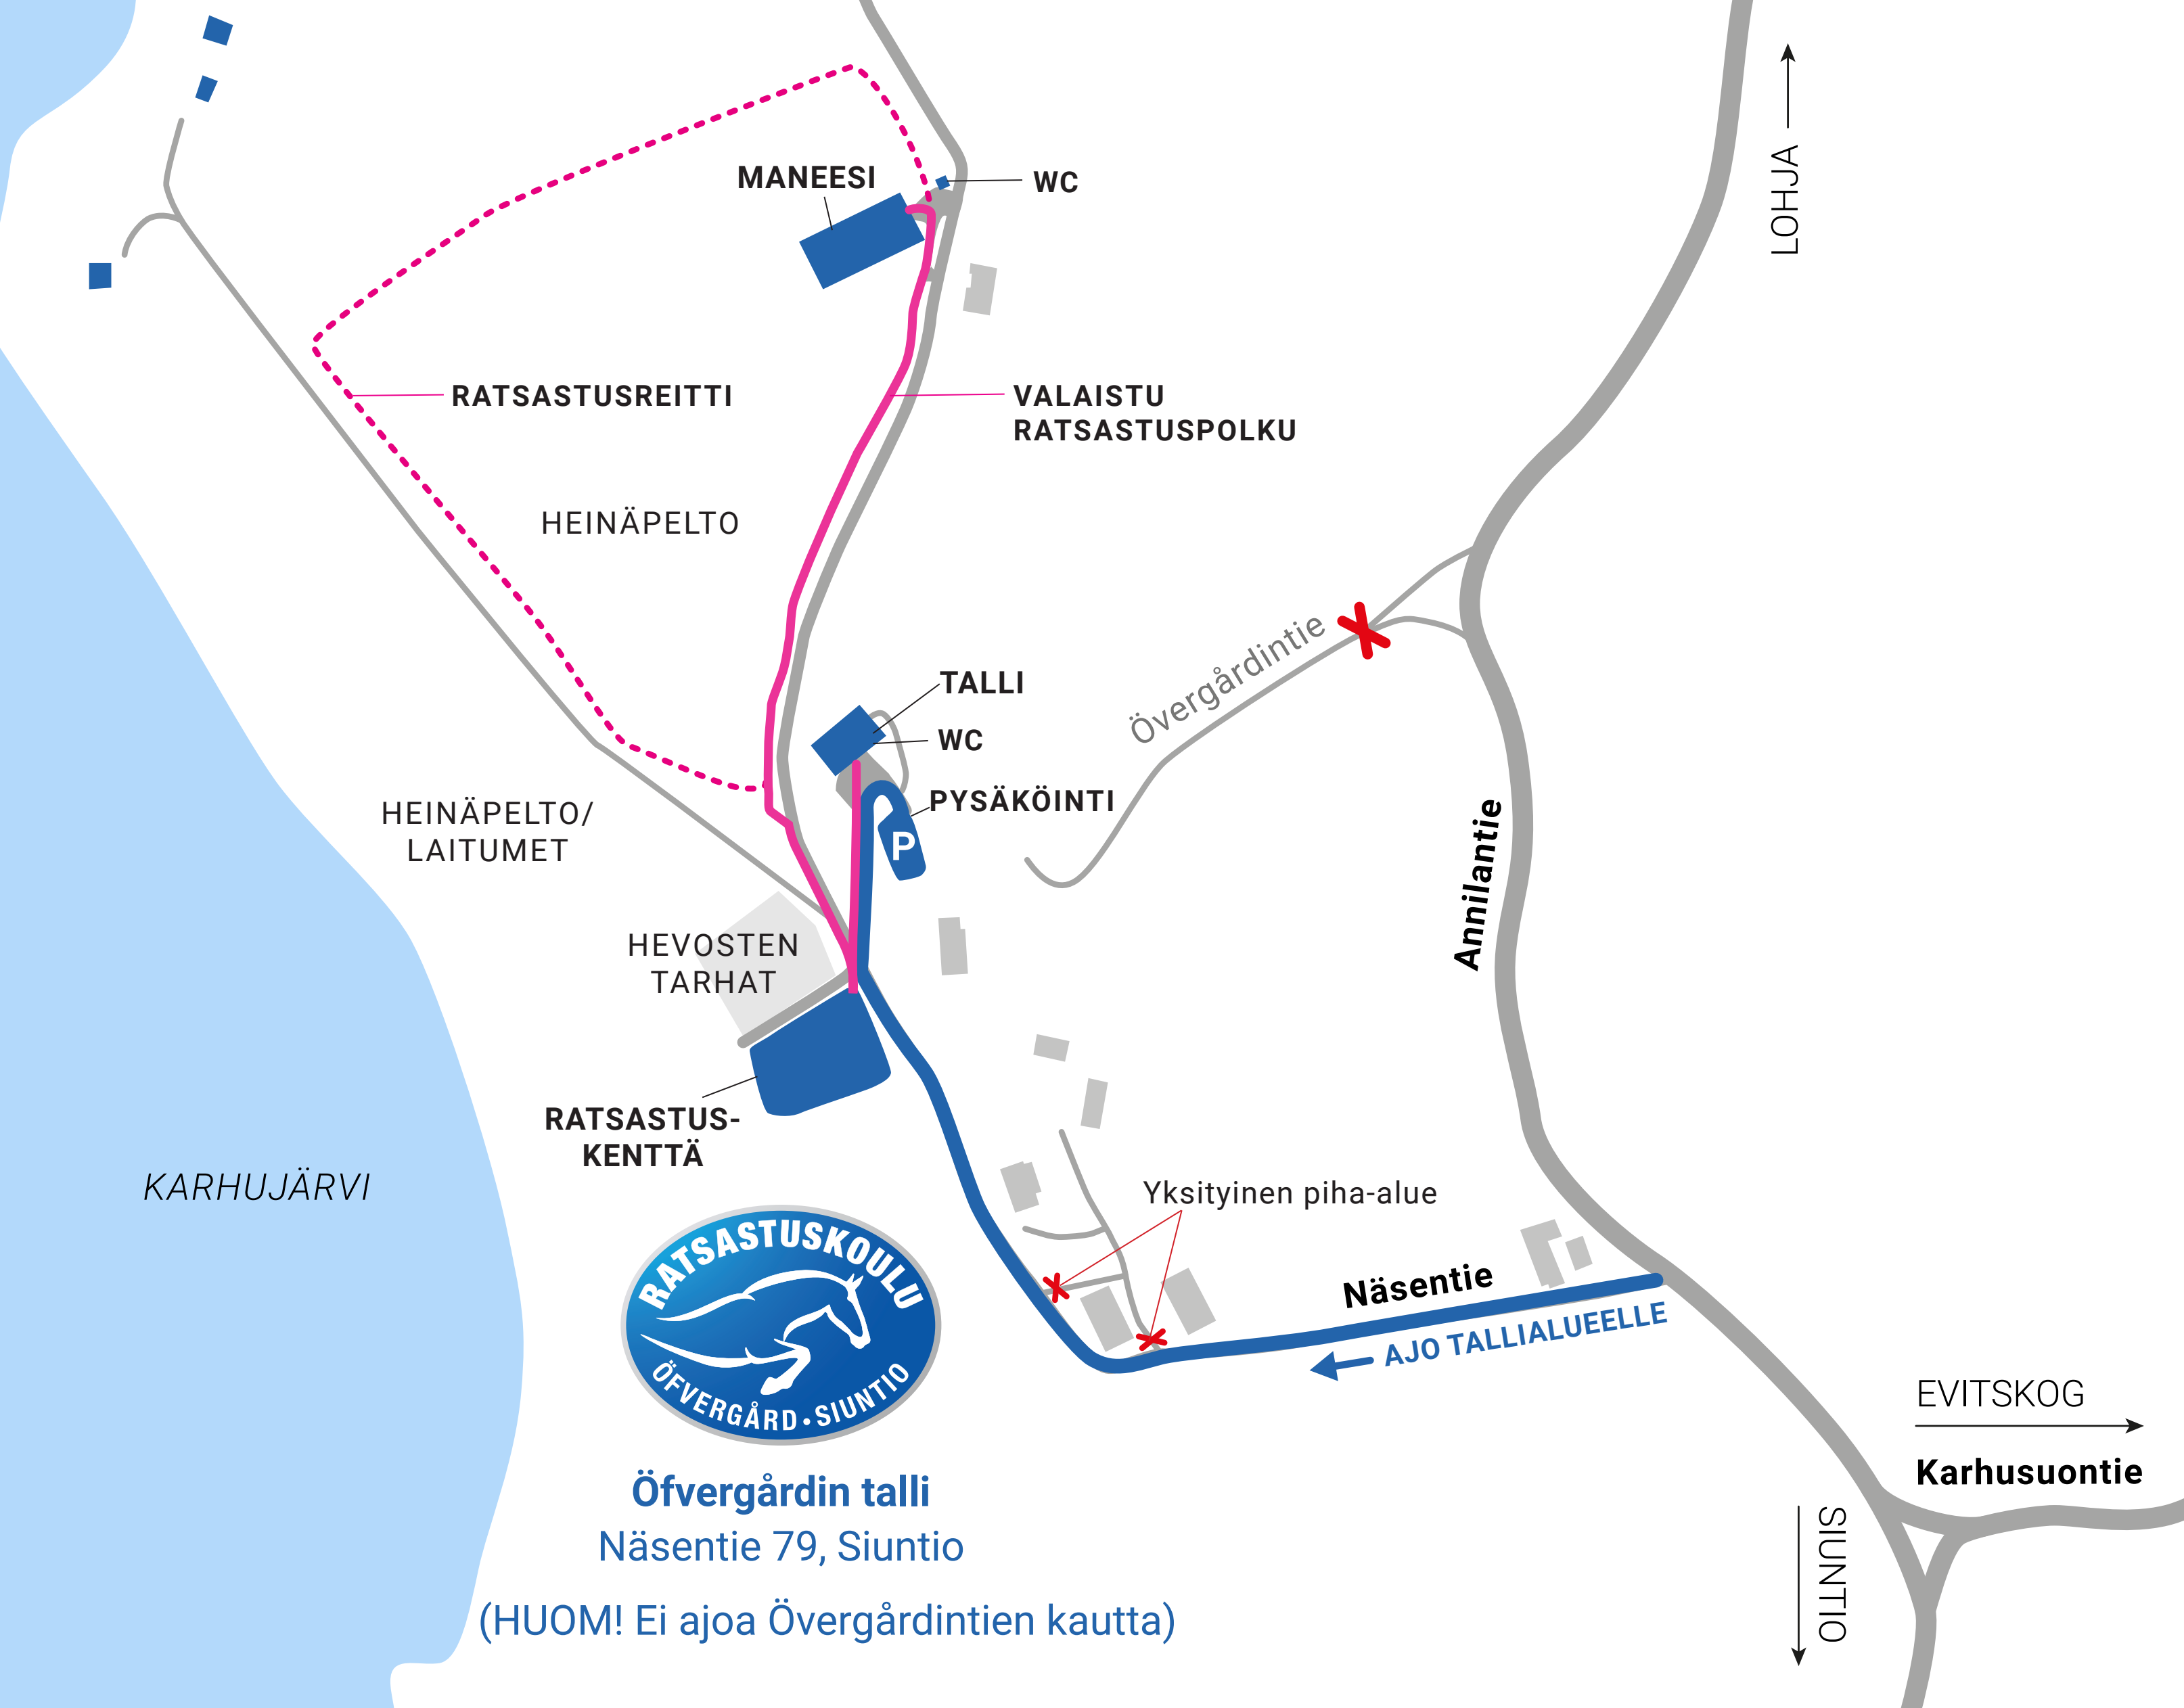 LOHJA
MANEESI
WC
RATSASTUSREITTI
VALAISTU
RATSASTUSPOLKU
HEINÄPELTO
Övergårdintie
TALLI
WC
PYSÄKÖINTI
P
HEINÄPELTO/
LAITUMET
Annilantie
HEVOSTEN
TARHAT
RATSASTUS-
KENTTÄ
KARHUJÄRVI
Yksityinen piha-alue
Näsentie
AJO TALLIALUEELLE
RATSASTUSKOULU
ÖFVERGÅRD • SIUNTIO
EVITSKOG
Karhusuontie
SIUNTIO
Öfvergårdin talli
Näsentie 79, Siuntio
(HUOM! Ei ajoa Övergårdintien kautta)